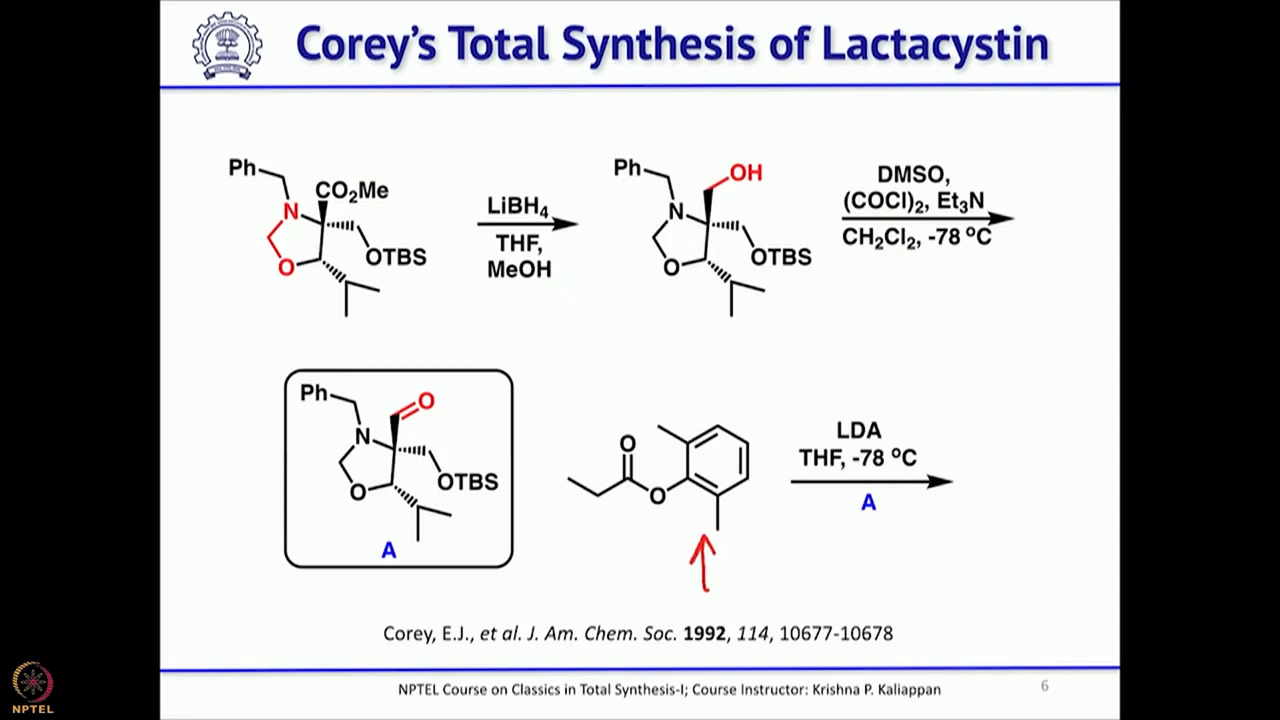 Corey's Total Synthesis of Lactacystin
Ph
N
CO₂Me
O
OTBS
LiBH₄
THF,
MeOH
Ph
OH
N
O
OTBS
DMSO,
(COCl)₂, Et₃N
CH₂Cl₂, -78 ºC
Ph
O
N
O
OTBS
A
O
O
LDA
THF, -78 ºC
A
Corey, E.J., et al. J. Am. Chem. Soc. 1992, 114, 10677-10678
NPTEL Course on Classics in Total Synthesis-I; Course Instructor: Krishna P. Kaliappan
6
NPTEL